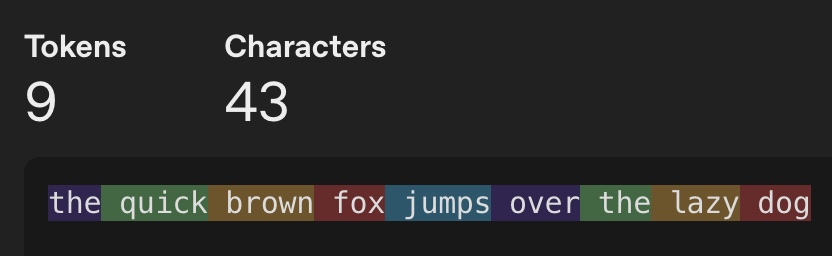 Tokens Characters
9 43
the quick brown fox jumps over the lazy dog